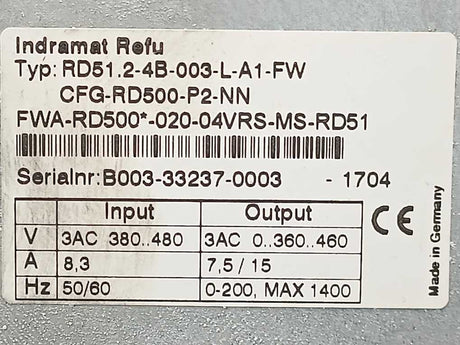 Indramat Refu
Typ: RD51.2-4B-003-L-A1-FW
CFG-RD500-P2-NN
FWA-RD500*-020-04VRS-MS-RD51
Serialnr: B003-33237-0003 - 1704
Input Output
V 3AC 380..480 3AC 0..360..460
A 8,3 7,5 / 15
Hz 50/60 0-200, MAX 1400
CE
Made in Germany